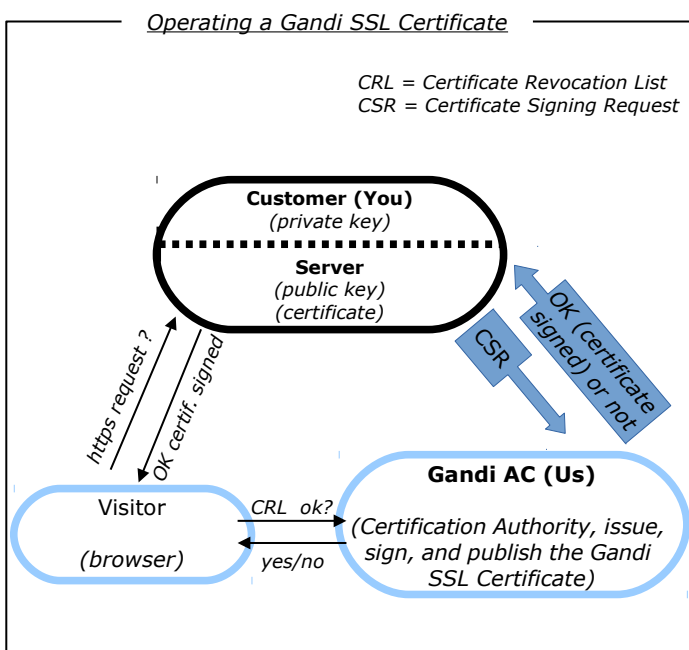 Operating a Gandi SSL Certificate
CRL = Certificate Revocation List
CSR = Certificate Signing Request
Customer (You)
(private key)
Server
(public key)
(certificate)
https request ?
OK certif. signed
CSR
OK (certificate
signed) or not
Visitor
(browser)
CRL ok?
yes/no
Gandi AC (Us)
(Certification Authority, issue,
sign, and publish the Gandi
SSL Certificate)